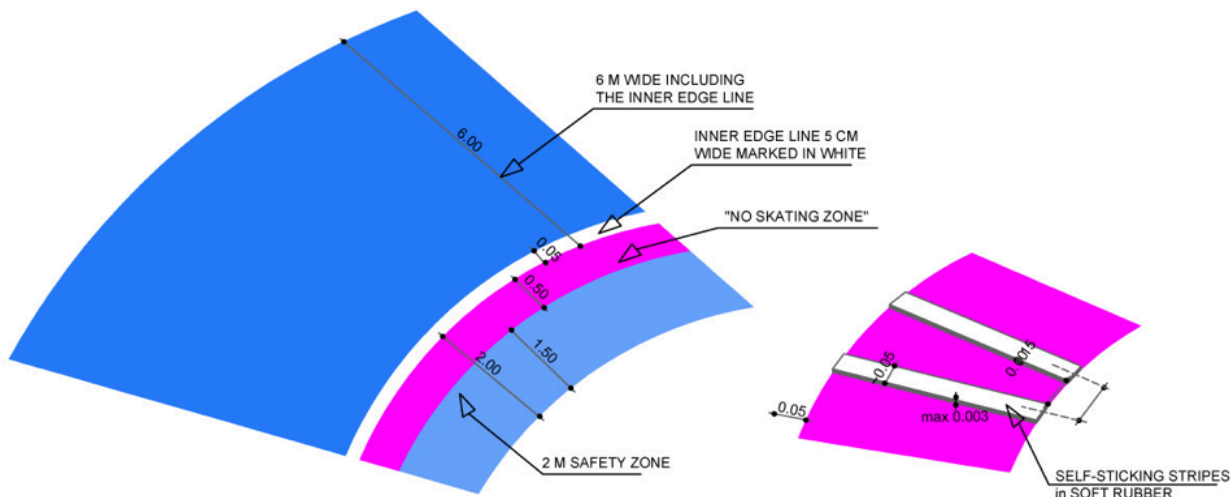 6 M WIDE INCLUDING
THE INNER EDGE LINE
6.00
INNER EDGE LINE 5 CM
WIDE MARKED IN WHITE
"NO SKATING ZONE"
0.05
0.50
1.50
2.00
2 M SAFETY ZONE
0.0015
~0.05
0.05
max 0.003
SELF-STICKING STRIPES
in SOFT RUBBER